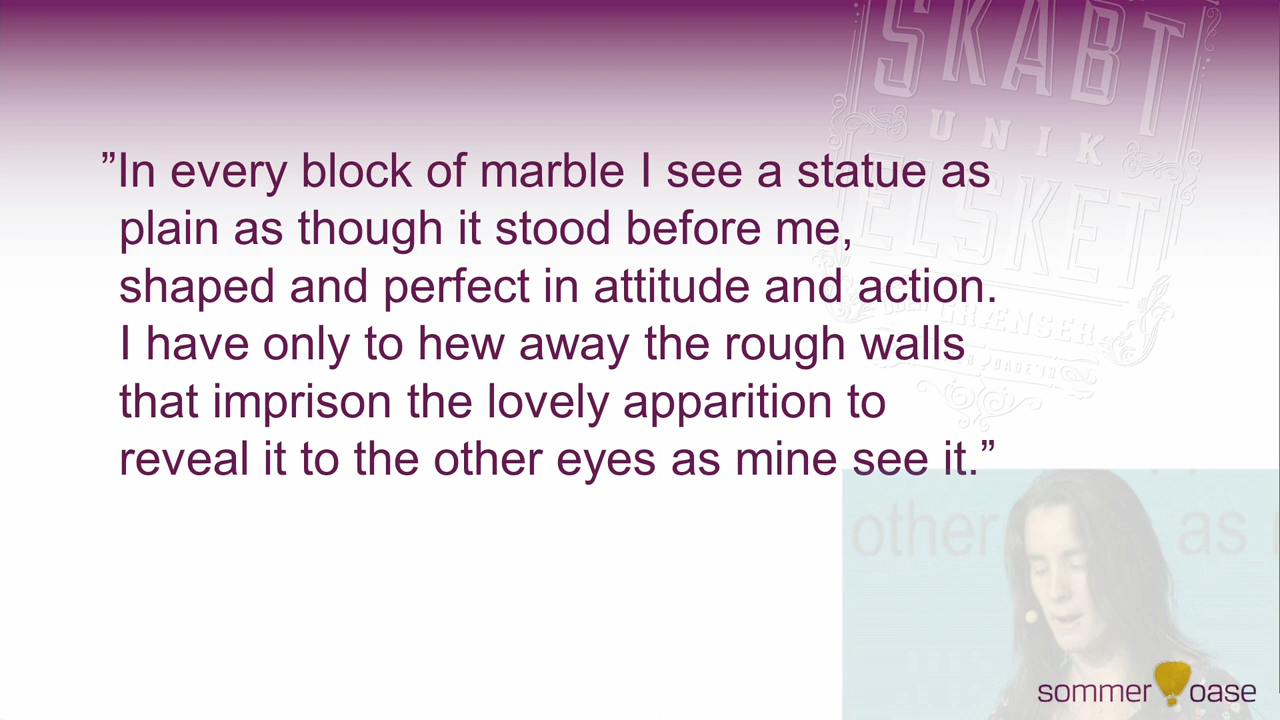 SKABT
UNIK
ELSKET
GRÆNSER
”In every block of marble I see a statue as
plain as though it stood before me,
shaped and perfect in attitude and action.
I have only to hew away the rough walls
that imprison the lovely apparition to
reveal it to the other eyes as mine see it.”
other as
sommer oase